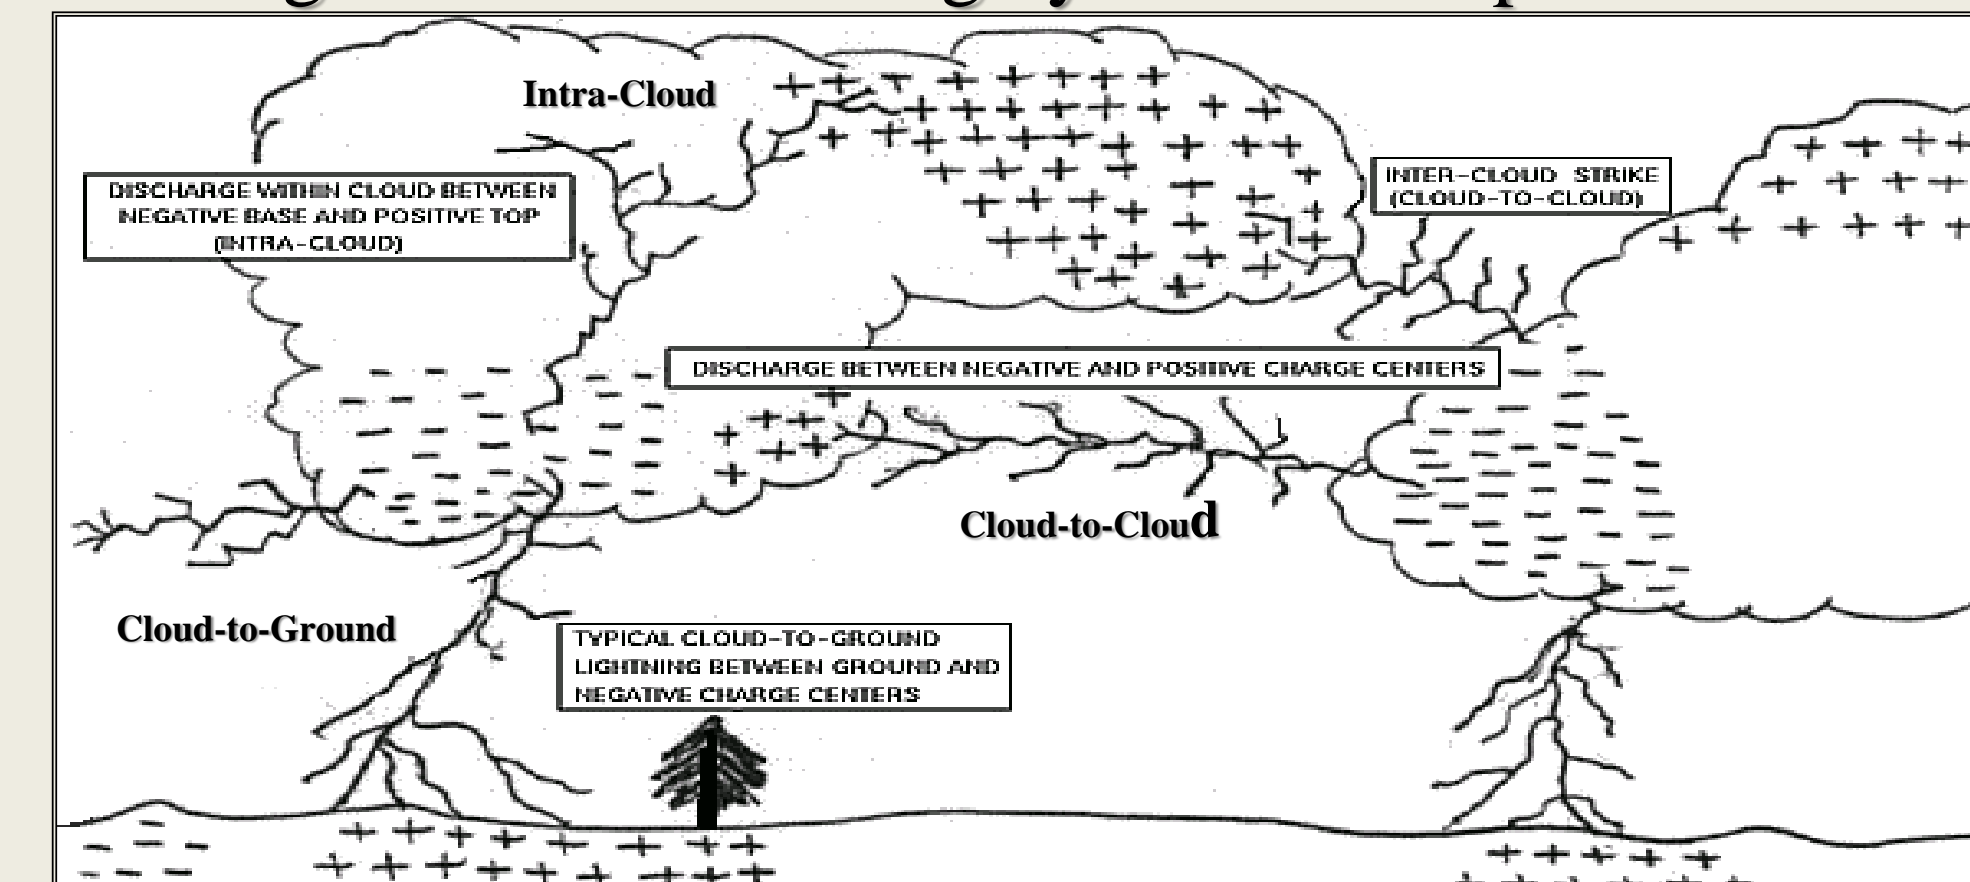 Intra-Cloud
DISCHARGE WITHIN CLOUD BETWEEN
NEGATIVE BASE AND POSITIVE TOP
(INTRA-CLOUD)
INTER-CLOUD STRIKE
(CLOUD-TO-CLOUD)
DISCHARGE BETWEEN NEGATIVE AND POSITIVE CHARGE CENTERS
Cloud-to-Cloud
Cloud-to-Ground
TYPICAL CLOUD-TO-GROUND
LIGHTNING BETWEEN GROUND AND
NEGATIVE CHARGE CENTERS